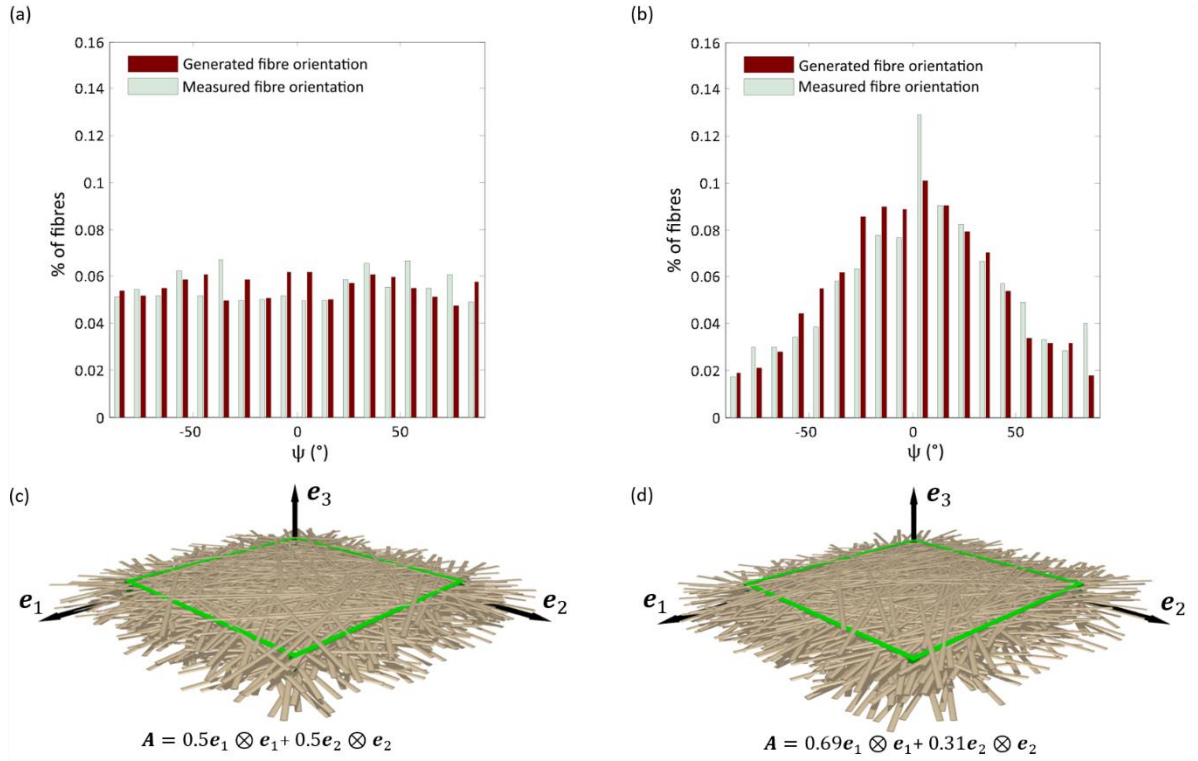 (a)
0.16
0.14
0.12
0.1
0.08
0.06
0.04
0.02
0
% of fibres
Generated fibre orientation
Measured fibre orientation
-50 0 50
ψ (°)
(b)
0.16
0.14
0.12
0.1
0.08
0.06
0.04
0.02
0
% of fibres
Generated fibre orientation
Measured fibre orientation
-50 0 50
ψ (°)
(c)
e₃
e₁
e₂
A = 0.5e₁ ⊗ e₁+ 0.5e₂ ⊗ e₂
(d)
e₃
e₁
e₂
A = 0.69e₁ ⊗ e₁+ 0.31e₂ ⊗ e₂